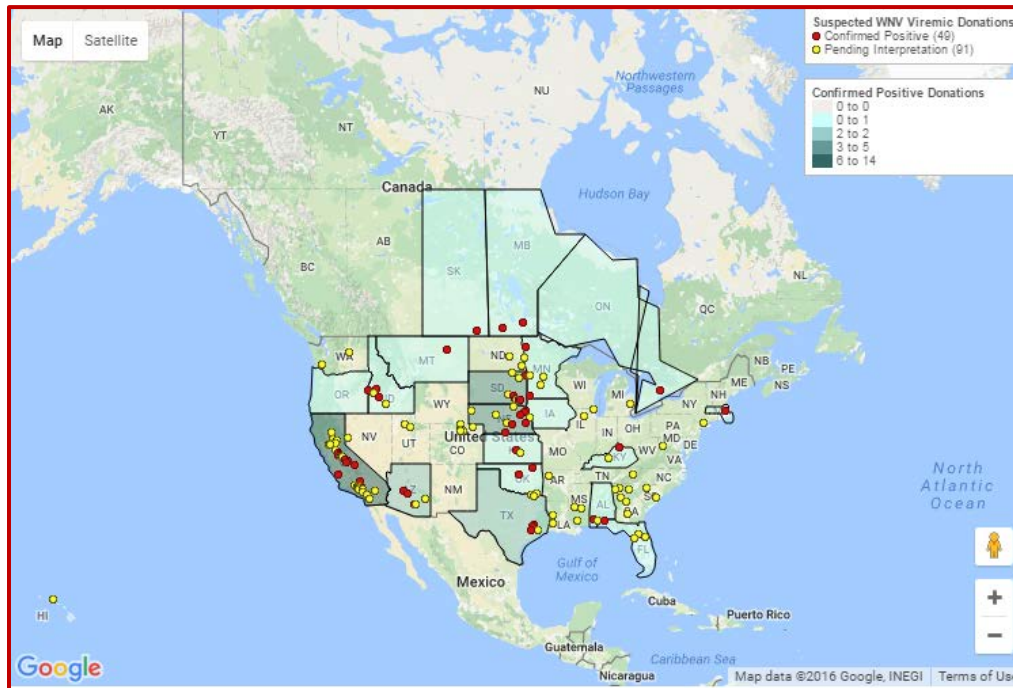 Map Satellite
Suspected WNV Viremic Donations
Confirmed Positive (49)
Pending Interpretation (91)
Confirmed Positive Donations
0 to 0
0 to 1
2 to 2
3 to 5
6 to 14
Northwestern
Passages
AK
YT
NT
NU
Canada
Hudson Bay
BC
AB
SK
MB
ON
QC
NL
NB
PE
NS
WA
MT
ND
MN
OR
ID
SD
WI
MI
NH
ME
NY
WY
IA
NV
UT
CO
United States
IL
IN
OH
PA
MD
DE
MO
KY
WV
VA
AZ
NM
OK
AR
TN
NC
MS
AL
SC
GA
TX
LA
FL
North
Atlantic
Ocean
Gulf of
Mexico
Mexico
HI
Cuba
Puerto Rico
Guatemala
Caribbean Sea
Nicaragua
Google
Map data ©2016 Google, INEGI Terms of Use